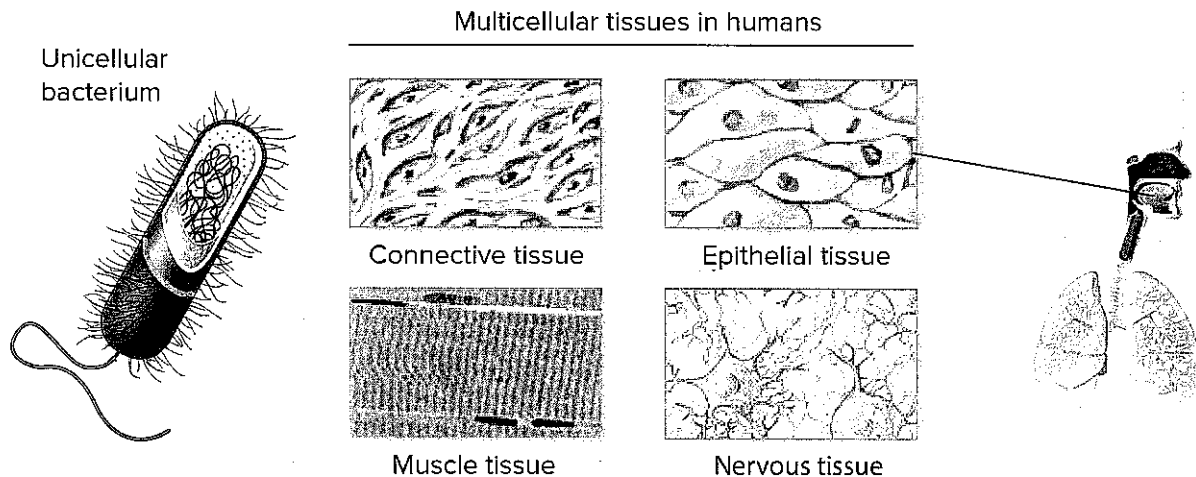 Multicellular tissues in humans
Unicellular
bacterium
Connective tissue
Epithelial tissue
Muscle tissue
Nervous tissue